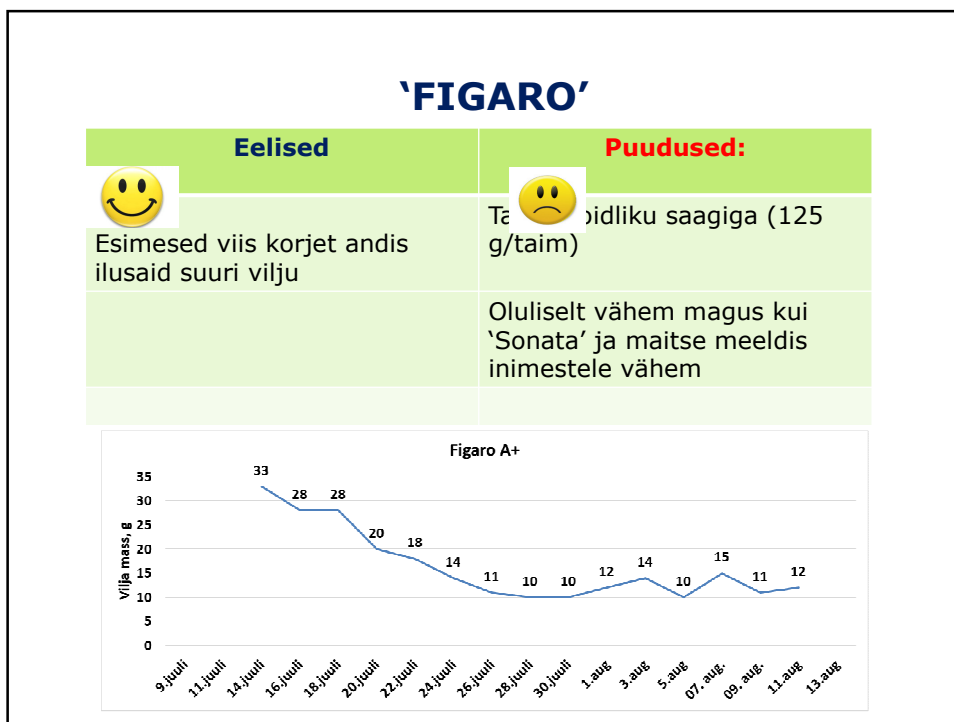 ‘FIGARO’
Eelised
Puudused:
Esimesed viis korjet andis
ilusaid suuri vilju
saagiga (125
g/taim)
Oluliselt vähem magus kui
‘Sonata’ ja maitse meeldis
inimestele vähem
Figaro A+
Vilja mass, g
35
30
25
20
15
10
5
0
33
28
28
20
18
14
11
10
10
12
14
10
15
11
12
9.juuli
11.juuli
14.juuli
16.juuli
18.juuli
20.juuli
22.juuli
24.juuli
26.juuli
28.juuli
30.juuli
1.aug
3.aug
5.aug
07. aug.
09. aug.
11.aug
13.aug